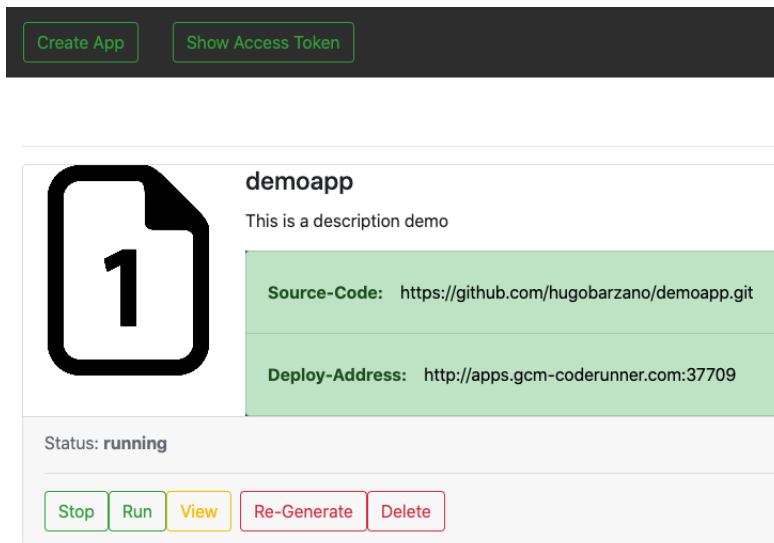 Create App Show Access Token
demoapp
This is a description demo
1
Source-Code: https://github.com/hugobarzano/demoapp.git
Deploy-Address: http://apps.gcm-coderunner.com:37709
Status: running
Stop Run View Re-Generate Delete